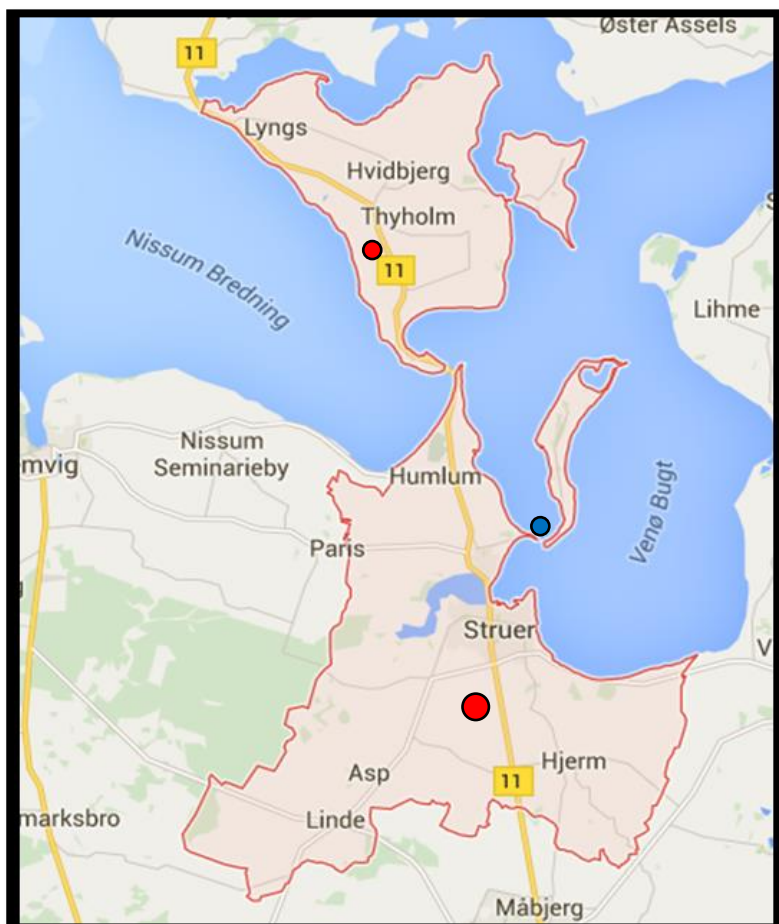 Øster Assels
11
Lyngs
Hvidbjerg
Thyholm
11
Nissum Bredning
Lihme
Nissum
Seminarieby
mvig
Humlum
Venø Bugt
Paris
Struer
V
Asp
Hjerm
11
marksbro
Linde
Måbjerg